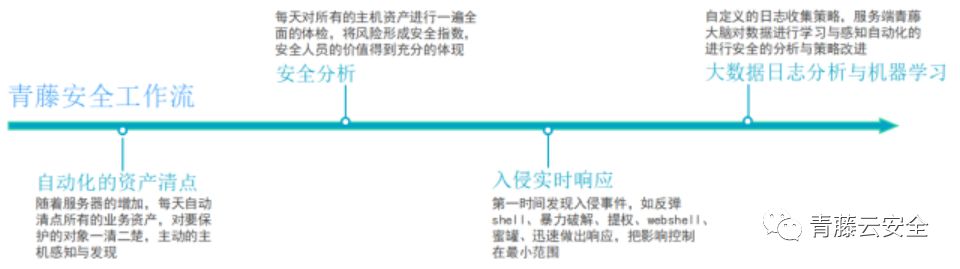 青藤安全工作流
每天对所有的主机资产进行一遍全
面的体检，将风险形成安全指数，
安全人员的价值得到充分的体现
安全分析
自定义的日志收集策略，服务端青藤
大脑对数据进行学习与感知自动化的
进行安全的分析与策略改进
大数据日志分析与机器学习
自动化的资产清点
随着服务器的增加，每天自动
清点所有的业务资产，对要保
护的对象一清二楚，主动的主
机感知与发现
入侵实时响应
第一时间发现入侵事件，如反弹
shell、暴力破解、提权、webshell、
蜜罐、迅速做出响应，把影响控制
在最小范围
青藤云安全